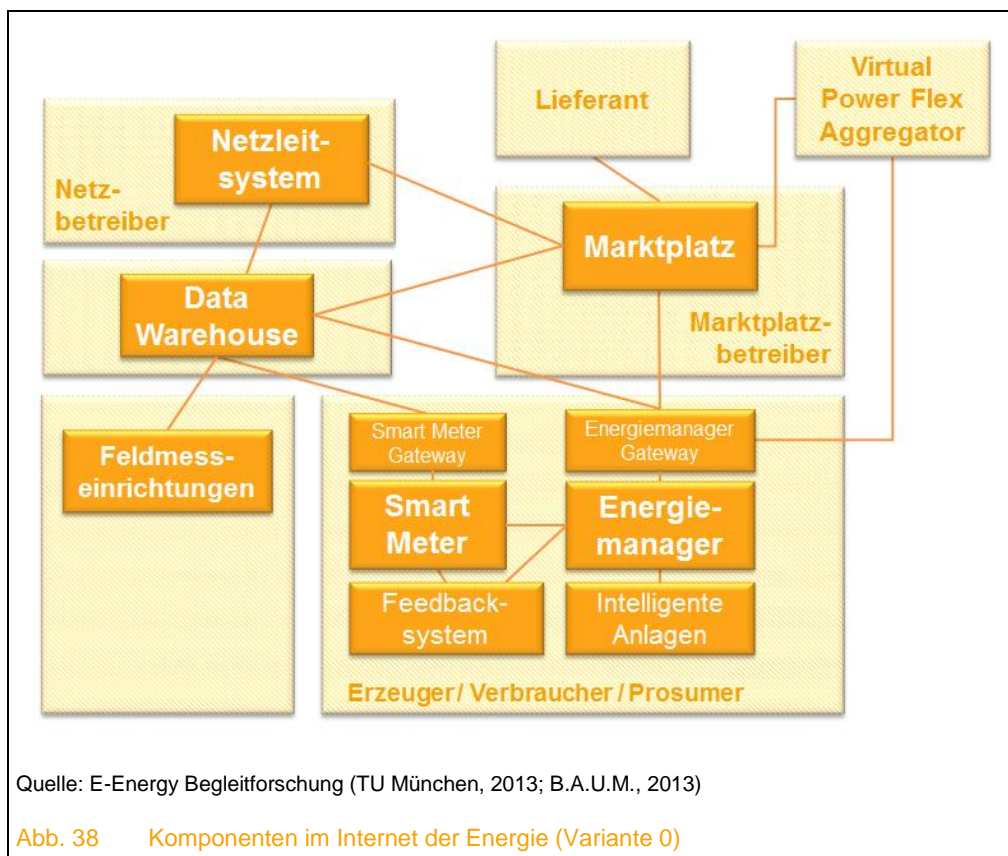 Lieferant
Virtual
Power Flex
Aggregator
Netzleit-
system
Netz-
betreiber
Marktplatz
Marktplatz-
betreiber
Data
Warehouse
Feldmess-
einrichtungen
Smart Meter
Gateway
Energiemanager
Gateway
Smart
Meter
Energie-
manager
Feedback-
system
Intelligente
Anlagen
Erzeuger / Verbraucher / Prosumer
Quelle: E-Energy Begleitforschung (TU München, 2013; B.A.U.M., 2013)
Abb. 38 Komponenten im Internet der Energie (Variante 0)